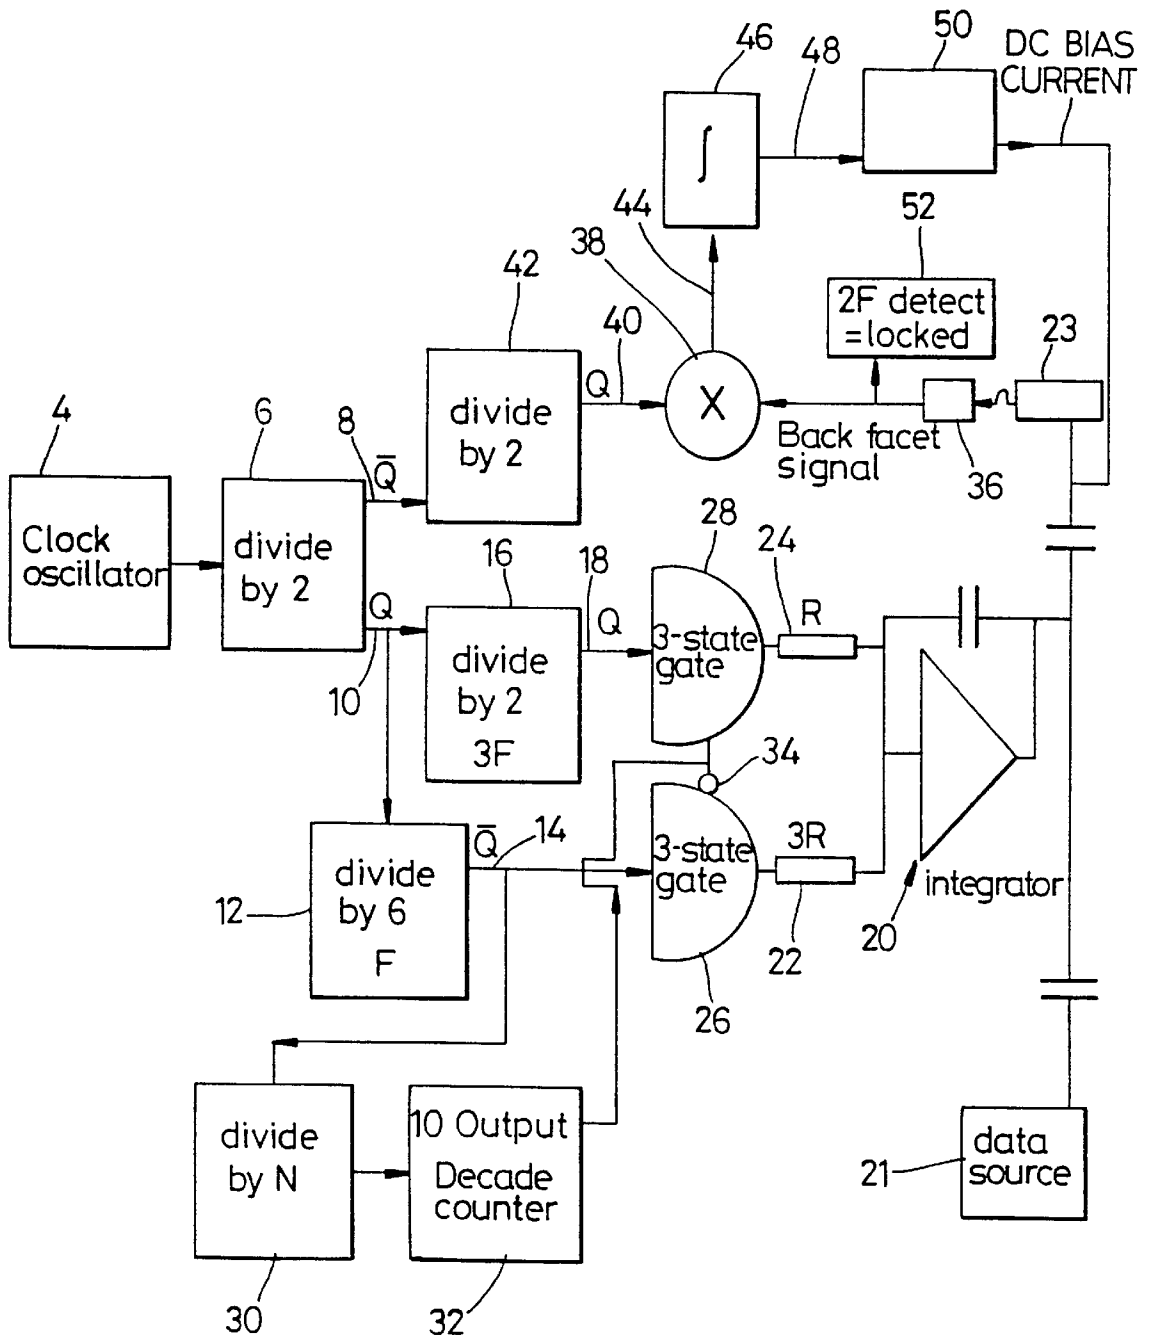 46
48
50
DC BIAS
CURRENT
∫
44
38
52
42
40
2F detect
=locked
23
Q
X
4
6
8
Q̄
divide
by 2
Back facet
signal
36
Clock
oscillator
divide
by 2
28
16
18
24
Q
Q
R
10
divide
by 2
3F
3-state
gate
34
Q̄
14
3R
3-state
gate
integrator
12
divide
by 6
F
22
20
26
divide
by N
10 Output
Decade
counter
21
data
source
30
32